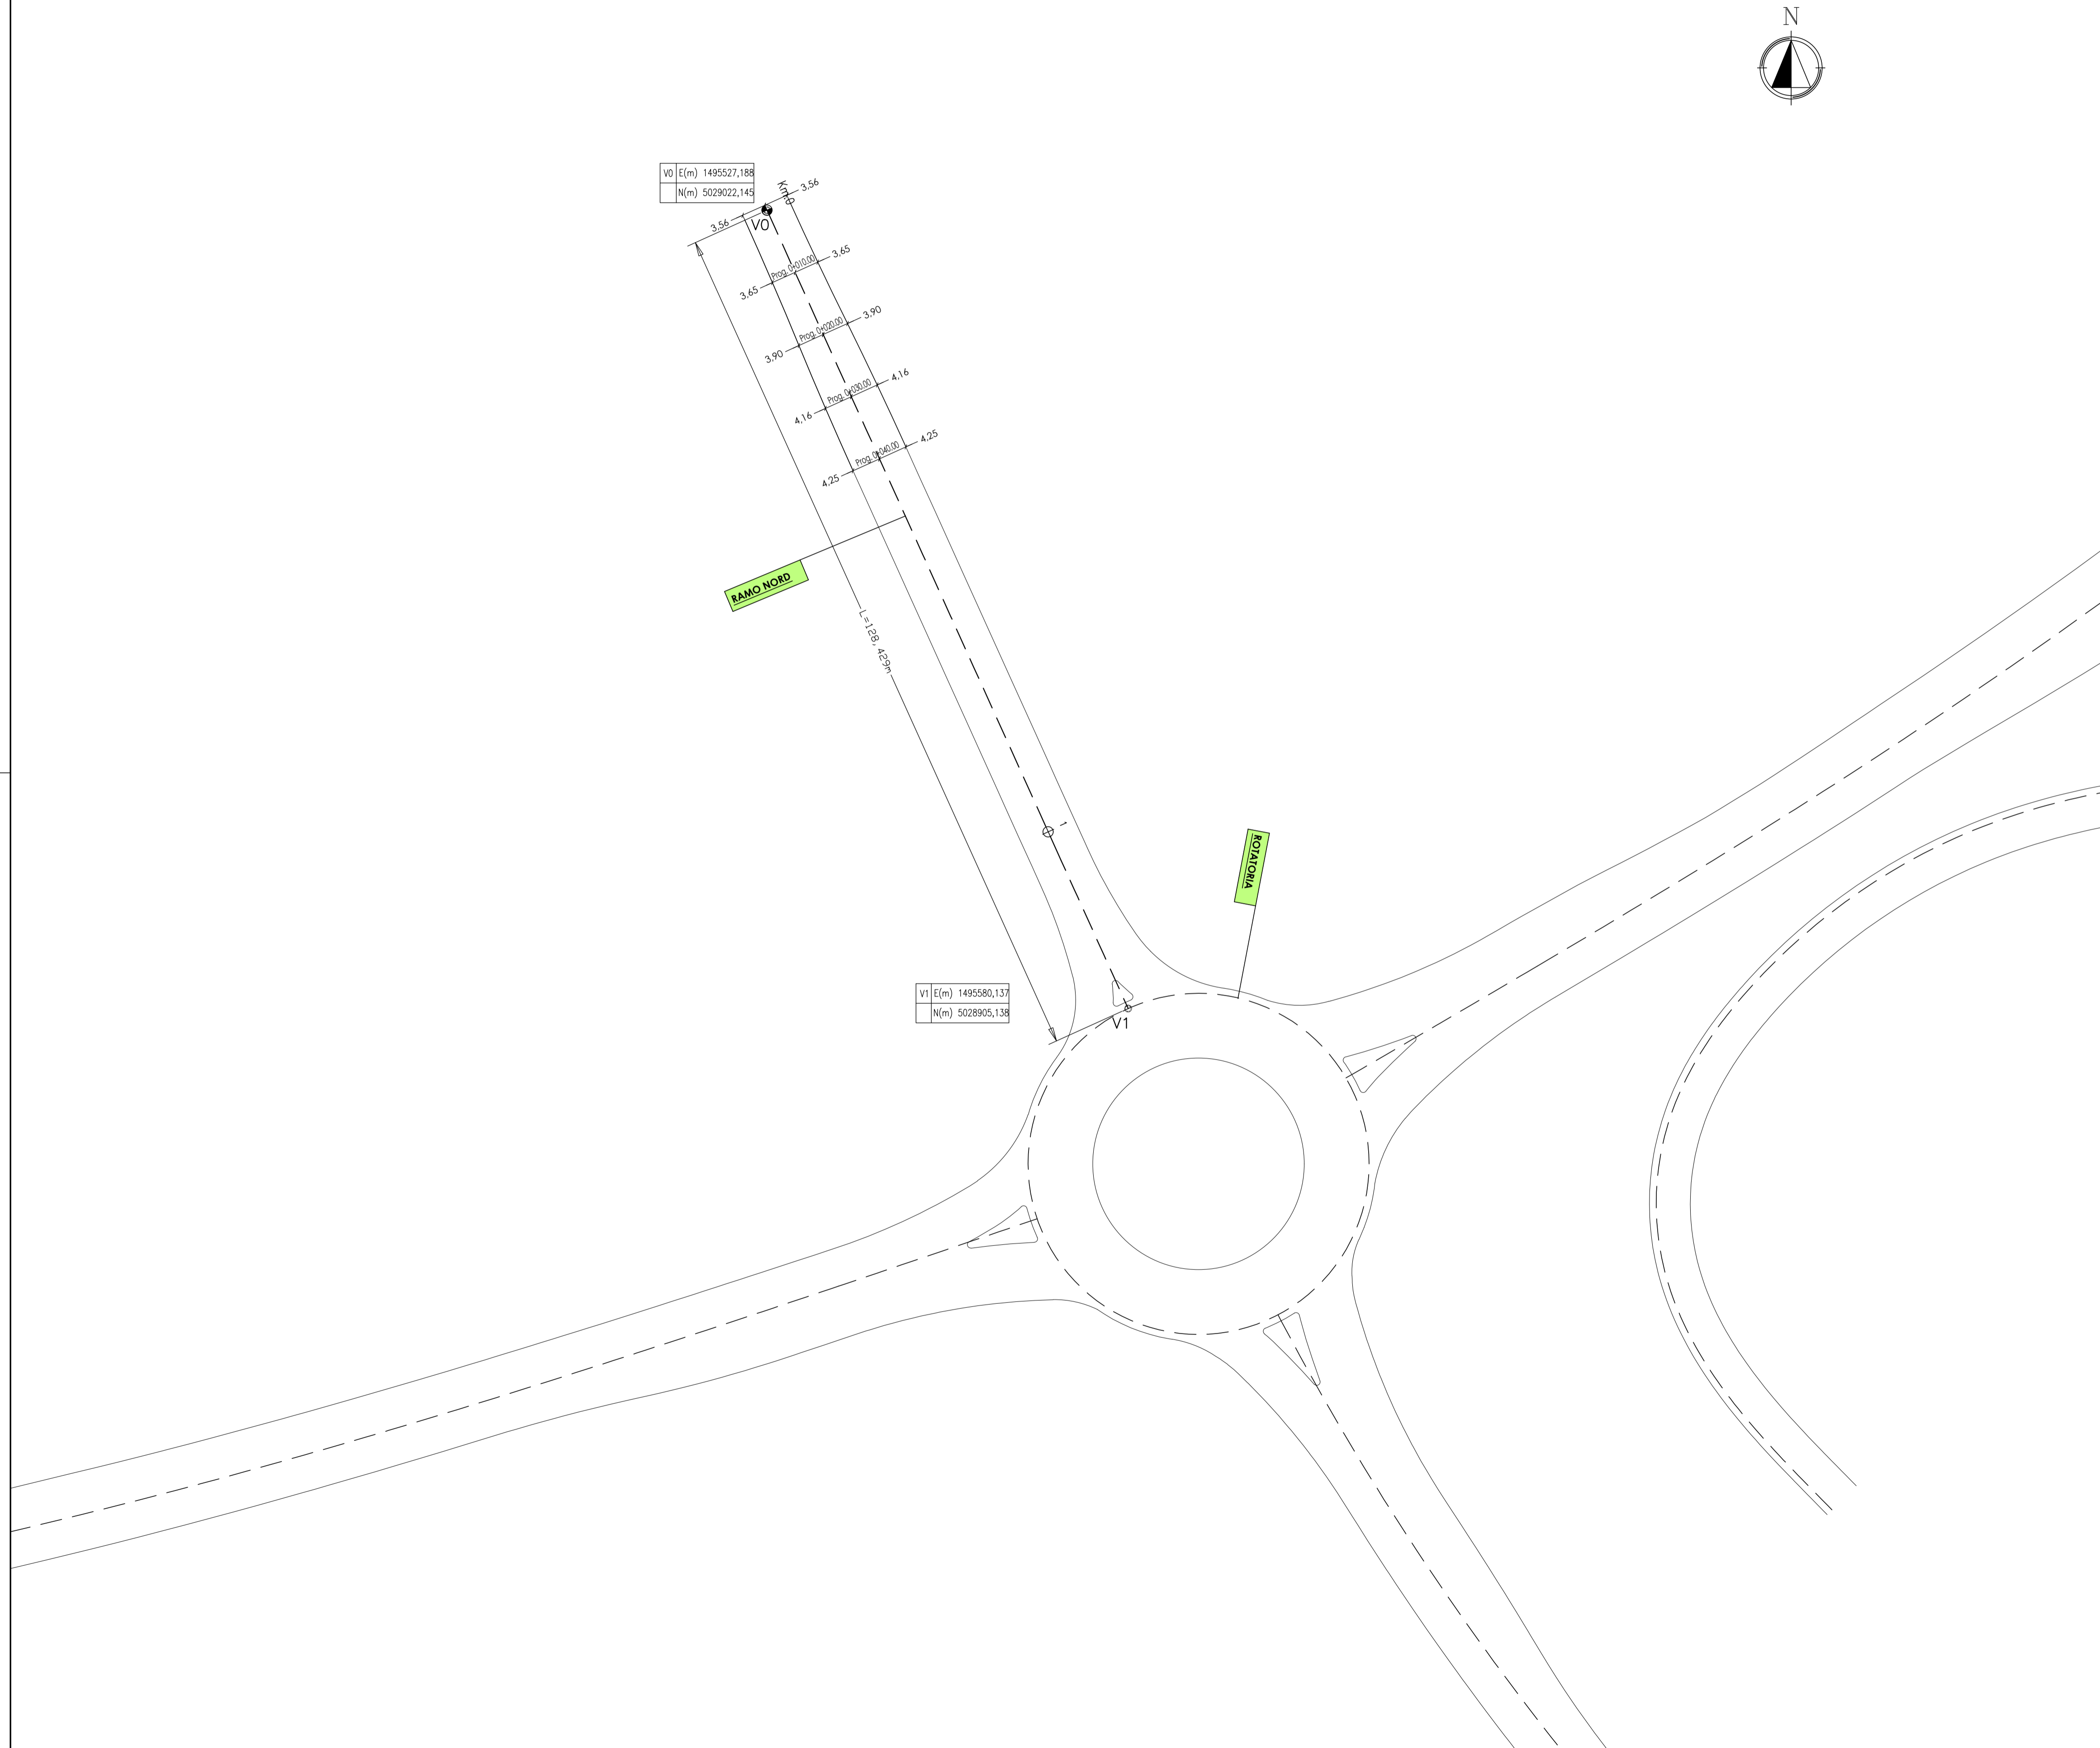 N
V0 E(m) 1495527,188
N(m) 5029022,145
Km.0
3,56
3,56
V0
Prog. 0+010.00
3,65
3,65
Prog. 0+020.00
3,90
3,90
Prog. 0+030.00
4,16
4,16
Prog. 0+040.00
4,25
4,25
RAMO NORD
L=128,429m
1
ROTATORIA
V1 E(m) 1495580,137
N(m) 5028905,138
V1